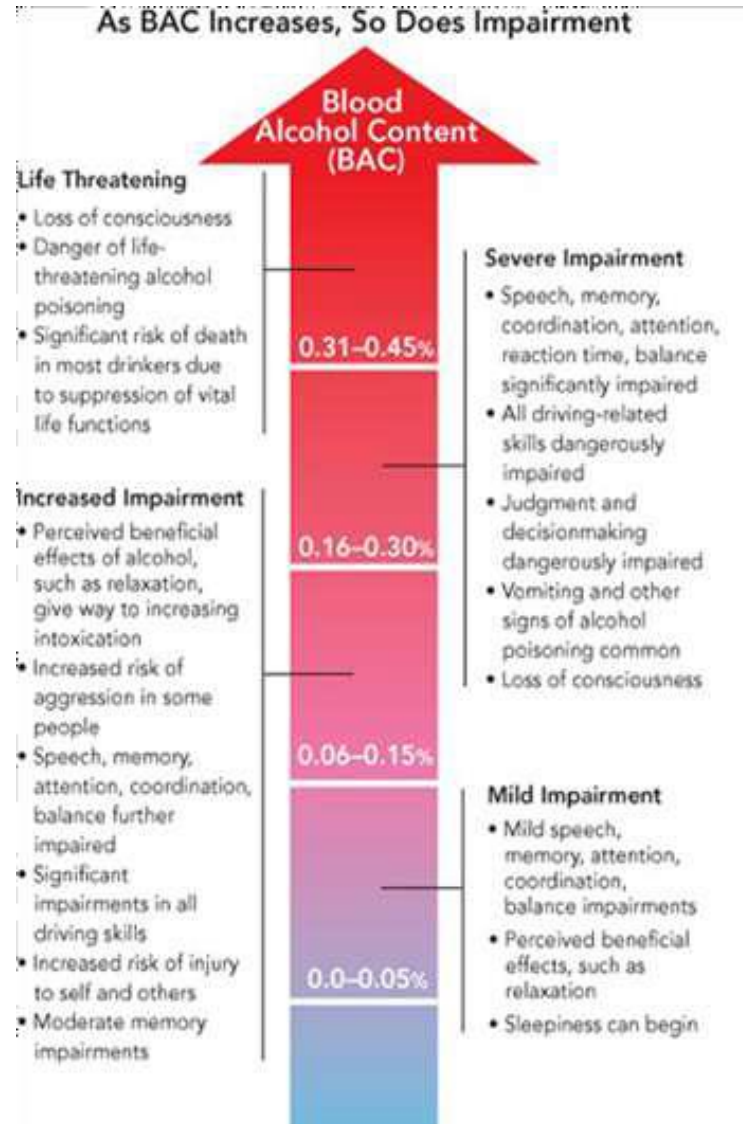 As BAC Increases, So Does Impairment
Blood
Alcohol Content
(BAC)
Life Threatening
• Loss of consciousness
• Danger of life-
threatening alcohol
poisoning
• Significant risk of death
in most drinkers due
to suppression of vital
life functions
0.31–0.45%
Severe Impairment
• Speech, memory,
coordination, attention,
reaction time, balance
significantly impaired
• All driving-related
skills dangerously
impaired
• Judgment and
decisionmaking
dangerously impaired
• Vomiting and other
signs of alcohol
poisoning common
• Loss of consciousness
0.16–0.30%
Increased Impairment
• Perceived beneficial
effects of alcohol,
such as relaxation,
give way to increasing
intoxication
• Increased risk of
aggression in some
people
• Speech, memory,
attention, coordination,
balance further
impaired
• Significant
impairments in all
driving skills
• Increased risk of injury
to self and others
• Moderate memory
impairments
0.06–0.15%
Mild Impairment
• Mild speech,
memory, attention,
coordination,
balance impairments
• Perceived beneficial
effects, such as
relaxation
• Sleepiness can begin
0.0–0.05%